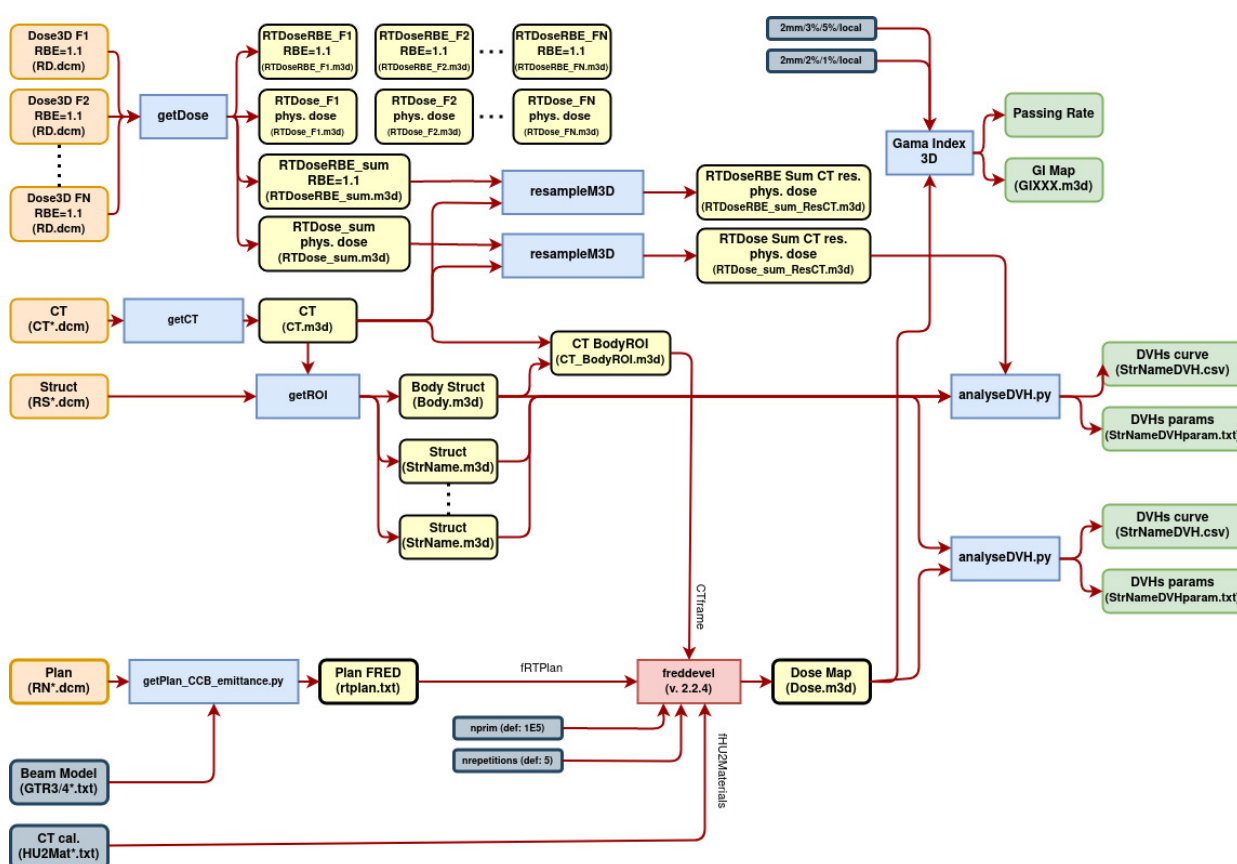 Dose3D F1
RBE=1.1
(RD.dcm)
Dose3D F2
RBE=1.1
(RD.dcm)
Dose3D FN
RBE=1.1
(RD.dcm)
getDose
RTDoseRBE_F1
RBE=1.1
(RTDoseRBE_F1.m3d)
RTDoseRBE_F2
RBE=1.1
(RTDoseRBE_F2.m3d)
RTDoseRBE_FN
RBE=1.1
(RTDoseRBE_FN.m3d)
RTDose_F1
phys. dose
(RTDose_F1.m3d)
RTDose_F2
phys. dose
(RTDose_F2.m3d)
RTDose_FN
phys. dose
(RTDose_FN.m3d)
RTDoseRBE_sum
RBE=1.1
(RTDoseRBE_sum.m3d)
RTDose_sum
phys. dose
(RTDose_sum.m3d)
resampleM3D
resampleM3D
RTDoseRBE Sum CT res.
phys. dose
(RTDoseRBE_sum_ResCT.m3d)
RTDose Sum CT res.
phys. dose
(RTDose_sum_ResCT.m3d)
2mm/3%/5%/local
2mm/2%/1%/local
Gama Index
3D
Passing Rate
GI Map
(GIXXX.m3d)
CT
(CT*.dcm)
getCT
CT
(CT.m3d)
CT BodyROI
(CT_BodyROI.m3d)
Struct
(RS*.dcm)
getROI
Body Struct
(Body.m3d)
Struct
(StrName.m3d)
Struct
(StrName.m3d)
analyseDVH.py
DVHs curve
(StrNameDVH.csv)
DVHs params
(StrNameDVHparam.txt)
analyseDVH.py
DVHs curve
(StrNameDVH.csv)
DVHs params
(StrNameDVHparam.txt)
CTframe
Plan
(RN*.dcm)
getPlan_CCB_emittance.py
Plan FRED
(rtplan.txt)
fRTPlan
freddevel
(v. 2.2.4)
Dose Map
(Dose.m3d)
nprim (def: 1E5)
nrepetitions (def: 5)
fHU2Materials
Beam Model
(GTR3/4*.txt)
CT cal.
(HU2Mat*.txt)